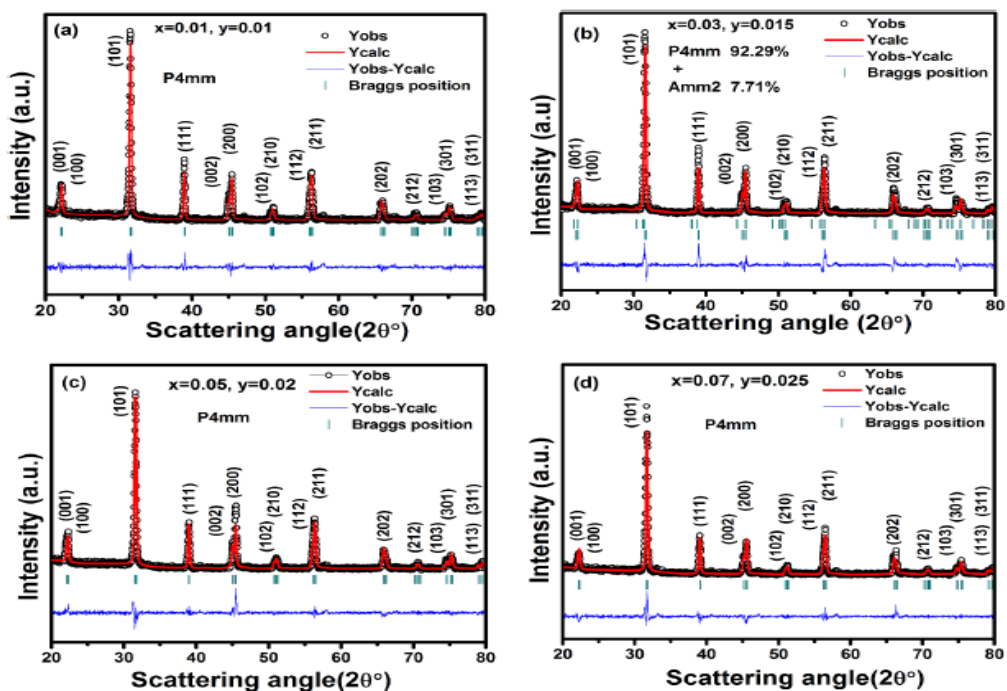 (a)
x=0.01, y=0.01
Yobs
Ycalc
Yobs-Ycalc
Braggs position
P4mm
(101)
(001)
(100)
(111)
(002)
(200)
(102)
(210)
(112)
(211)
(202)
(212)
(103)
(301)
(113)
(311)
Intensity (a.u.)
20 30 40 50 60 70 80
Scattering angle(2θ°)
(b)
x=0.03, y=0.015
P4mm 92.29%
+
Amm2 7.71%
Yobs
Ycalc
Yobs-Ycalc
Braggs position
(101)
(001)
(100)
(111)
(002)
(200)
(102)
(210)
(112)
(211)
(202)
(212)
(103)
(301)
(113)
(311)
Intensity (a.u)
20 30 40 50 60 70 80
Scattering angle (2θ°)
(c)
x=0.05, y=0.02
P4mm
Yobs
Ycalc
Yobs-Ycalc
Braggs position
(101)
(001)
(100)
(111)
(002)
(200)
(102)
(210)
(112)
(211)
(202)
(212)
(103)
(301)
(113)
(311)
Intensity (a.u.)
20 30 40 50 60 70 80
Scattering angle (2θ°)
(d)
x=0.07, y=0.025
P4mm
Yobs
Ycalc
Yobs-Ycalc
Braggs position
(101)
(001)
(100)
(111)
(002)
(200)
(102)
(210)
(112)
(211)
(202)
(212)
(103)
(301)
(113)
(311)
Intensity (a.u.)
20 30 40 50 60 70 80
Scattering angle (2θ°)